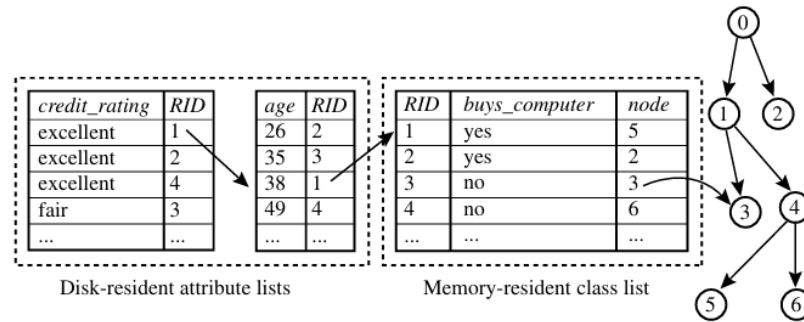 0
credit_rating RID
excellent 1
excellent 2
excellent 4
fair 3
... ...
age RID
26 2
35 3
38 1
49 4
... ...
RID buys_computer node
1 yes 5
2 yes 2
3 no 3
4 no 6
... ... ...
1 2
3 4
5 6
Disk-resident attribute lists
Memory-resident class list